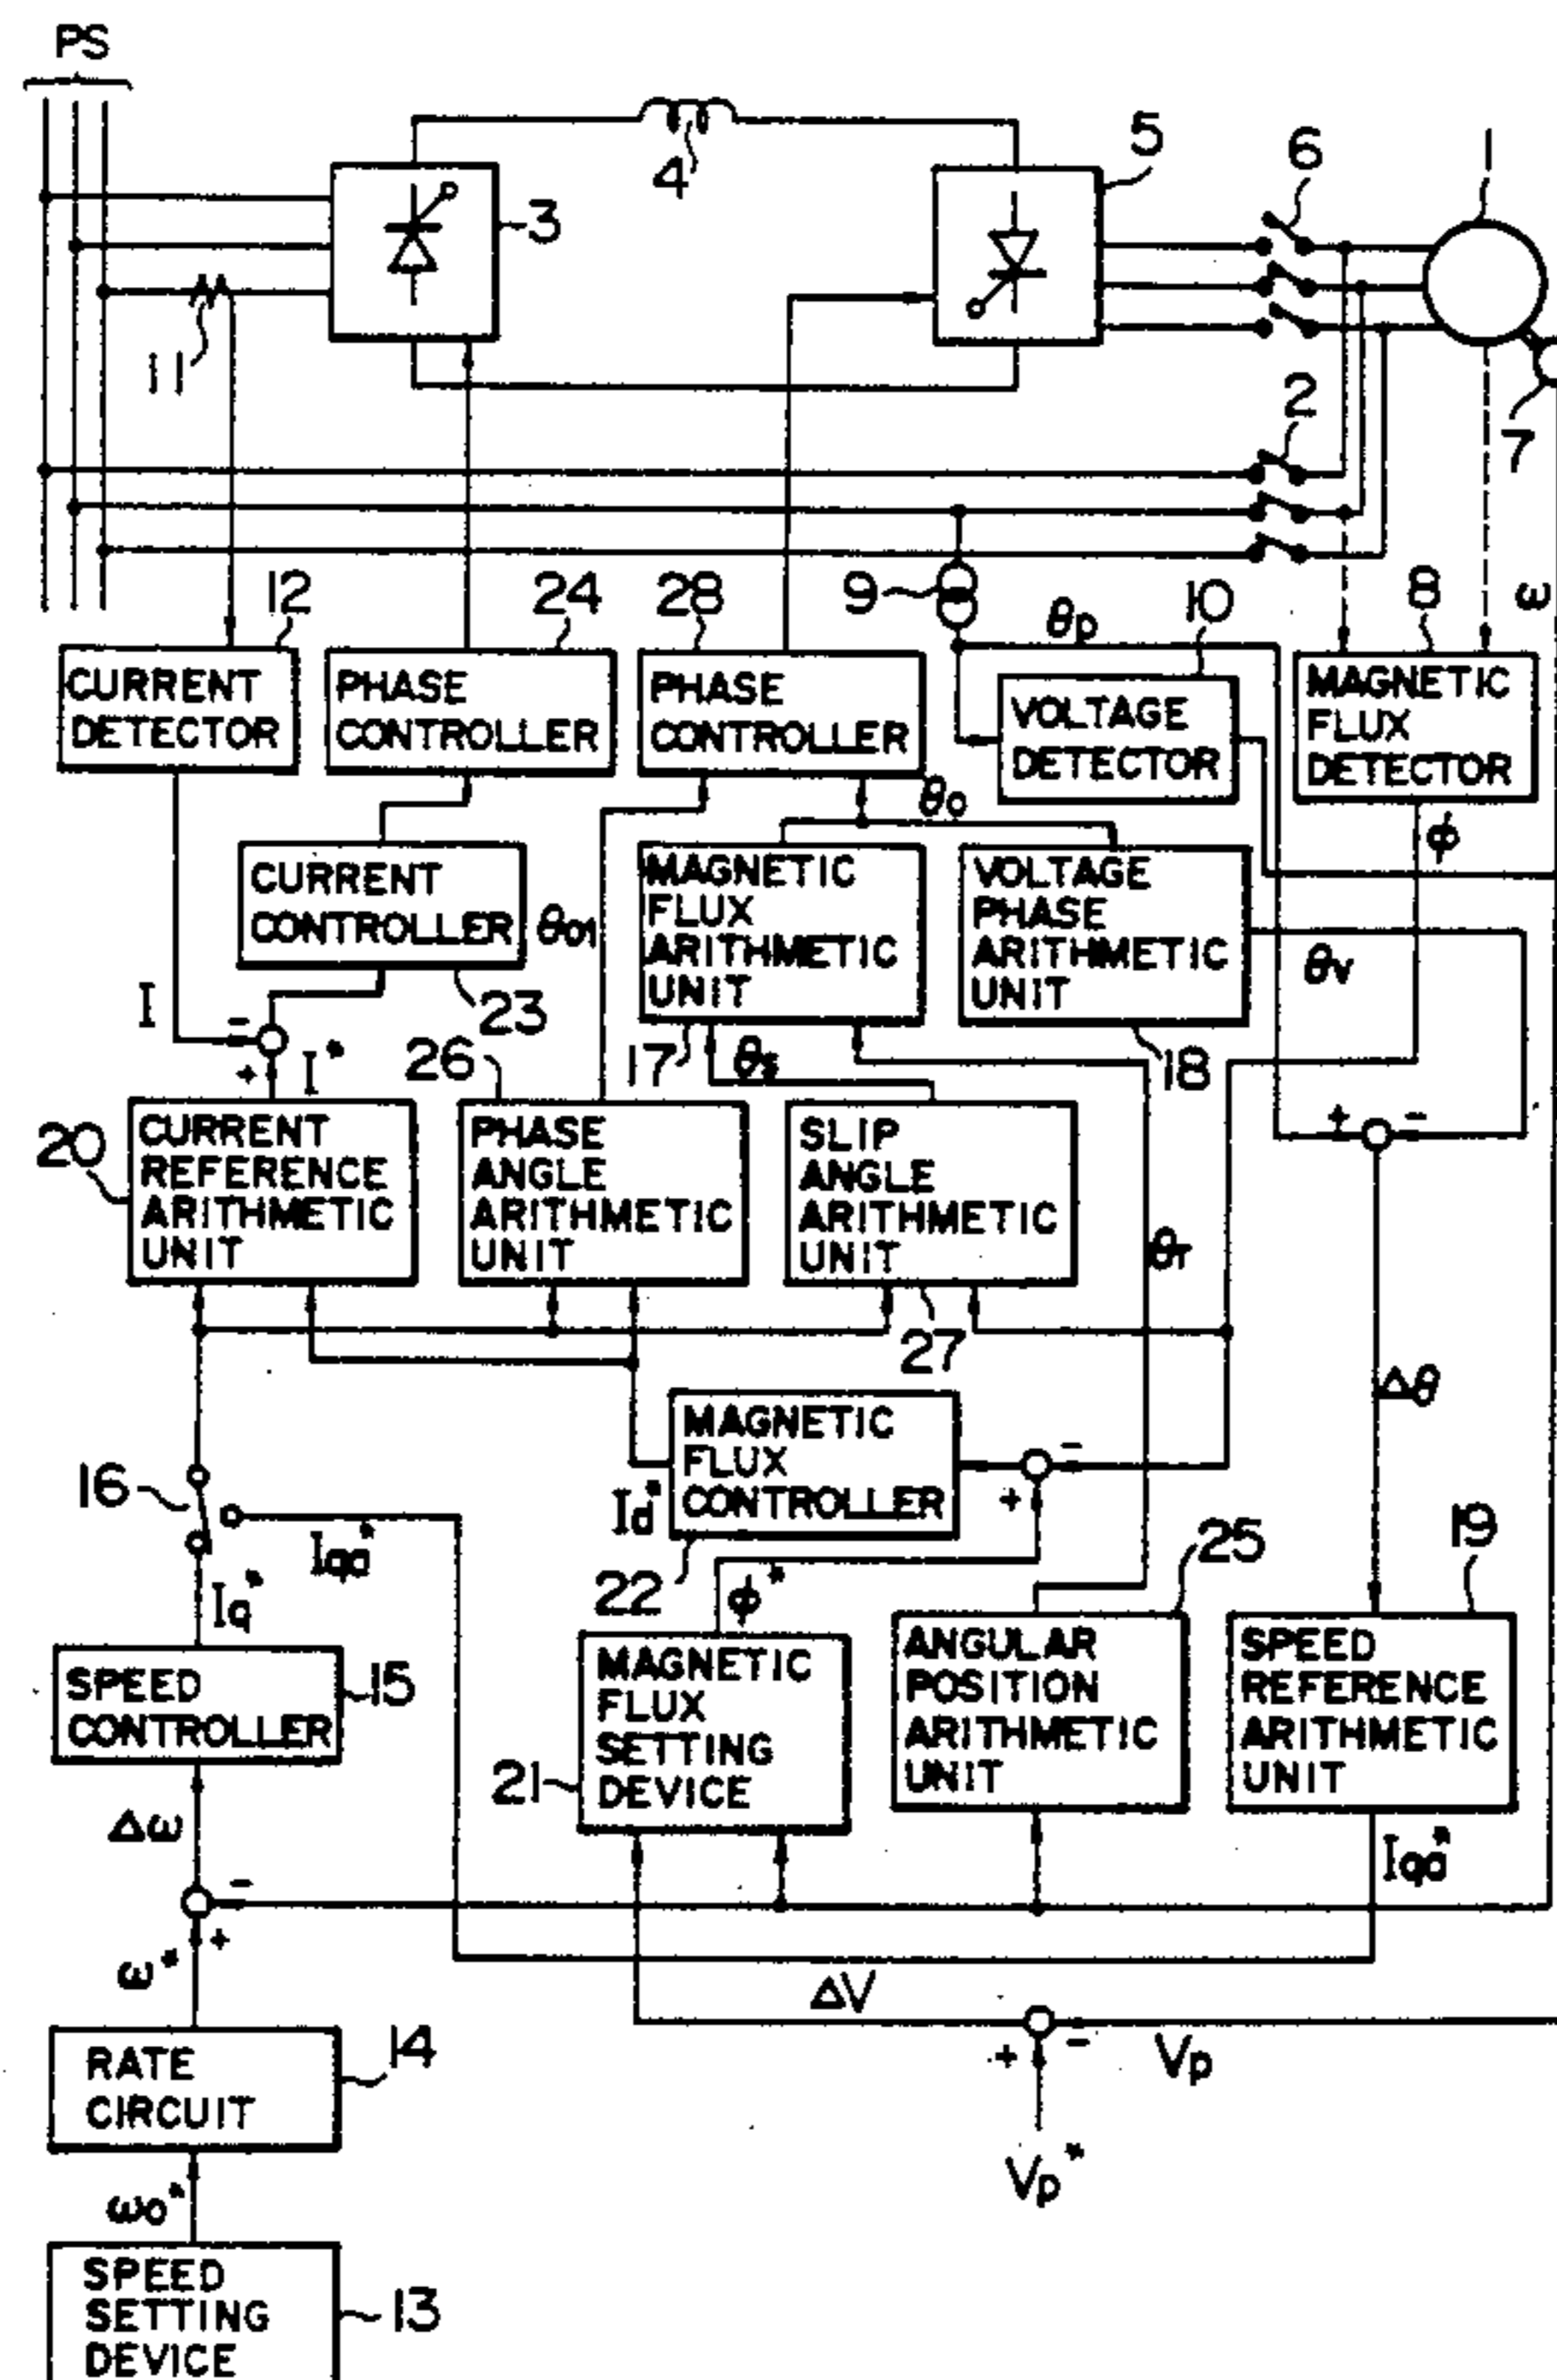 PS
4
5
6
1
3
11
2
7
12
24
28
9
θp
10
8
ω
CURRENT
DETECTOR
PHASE
CONTROLLER
PHASE
CONTROLLER
VOLTAGE
DETECTOR
MAGNETIC
FLUX
DETECTOR
θo
φ
CURRENT
CONTROLLER
θo1
MAGNETIC
FLUX
ARITHMETIC
UNIT
VOLTAGE
PHASE
ARITHMETIC
UNIT
θv
I
-
23
+
I*
26
17
θs
18
+
-
20
CURRENT
REFERENCE
ARITHMETIC
UNIT
PHASE
ANGLE
ARITHMETIC
UNIT
SLIP
ANGLE
ARITHMETIC
UNIT
θr
27
Δθ
MAGNETIC
FLUX
CONTROLLER
-
+
16
Id*
Iqa*
Iq*
22
φ*
25
19
SPEED
CONTROLLER
15
MAGNETIC
FLUX
SETTING
DEVICE
21
ANGULAR
POSITION
ARITHMETIC
UNIT
SPEED
REFERENCE
ARITHMETIC
UNIT
Δω
Iqa*
-
+
ω*
ΔV
RATE
CIRCUIT
14
+
-
Vp
Vp*
ωo*
SPEED
SETTING
DEVICE
13